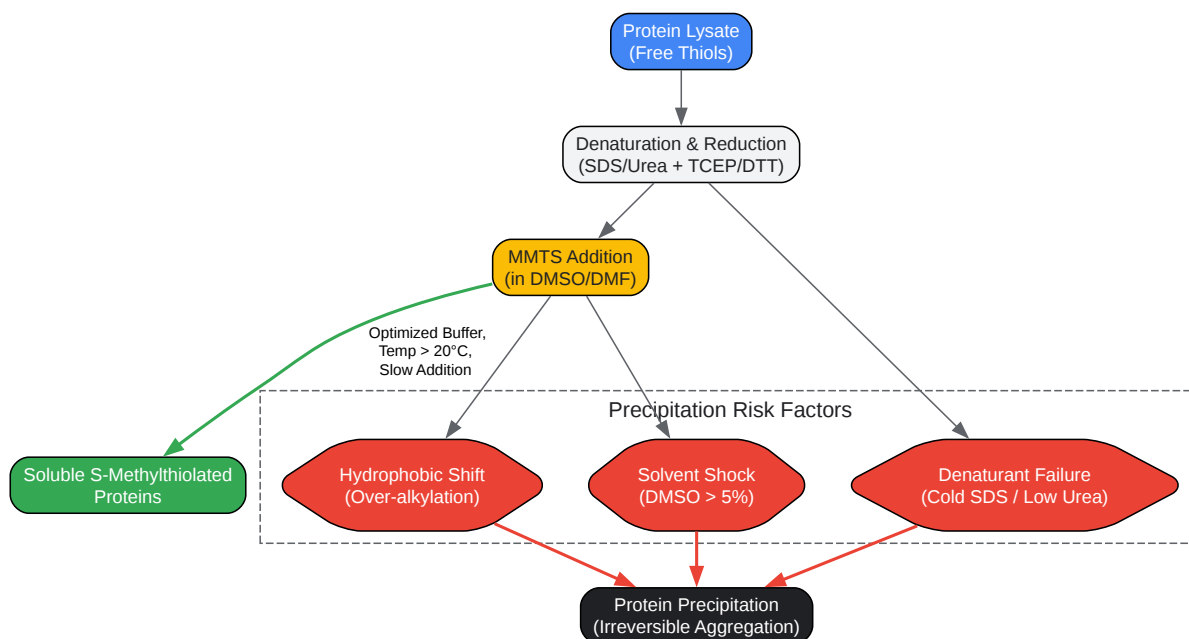 Protein Lysate
(Free Thiols)
Denaturation & Reduction
(SDS/Urea + TCEP/DTT)
MMTS Addition
(in DMSO/DMF)
Optimized Buffer,
Temp > 20°C,
Slow Addition
Precipitation Risk Factors
Soluble S-Methylthiolated
Proteins
Hydrophobic Shift
(Over-alkylation)
Solvent Shock
(DMSO > 5%)
Denaturant Failure
(Cold SDS / Low Urea)
Protein Precipitation
(Irreversible Aggregation)